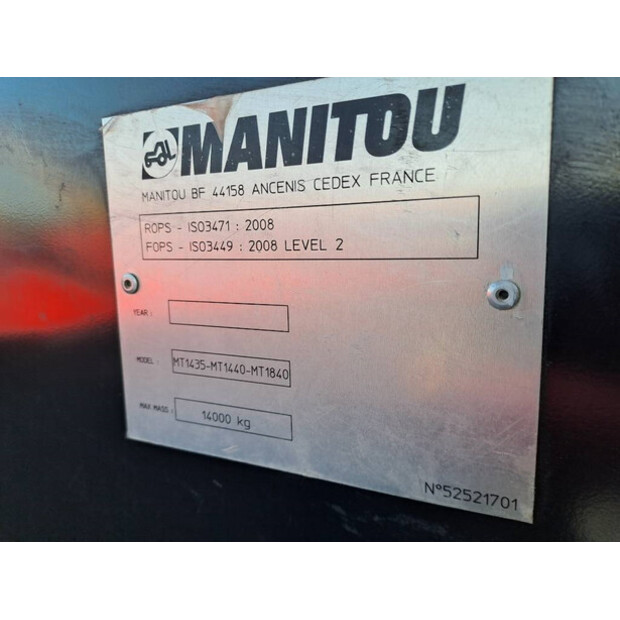 MANITOU
MANITOU BF 44158 ANCENIS CEDEX FRANCE
ROPS - ISO3471 : 2008
FOPS - ISO3449 : 2008 LEVEL 2
YEAR :
MODEL : MT1435-MT1440-MT1840
MAX MASS : 14000 kg
N°52521701